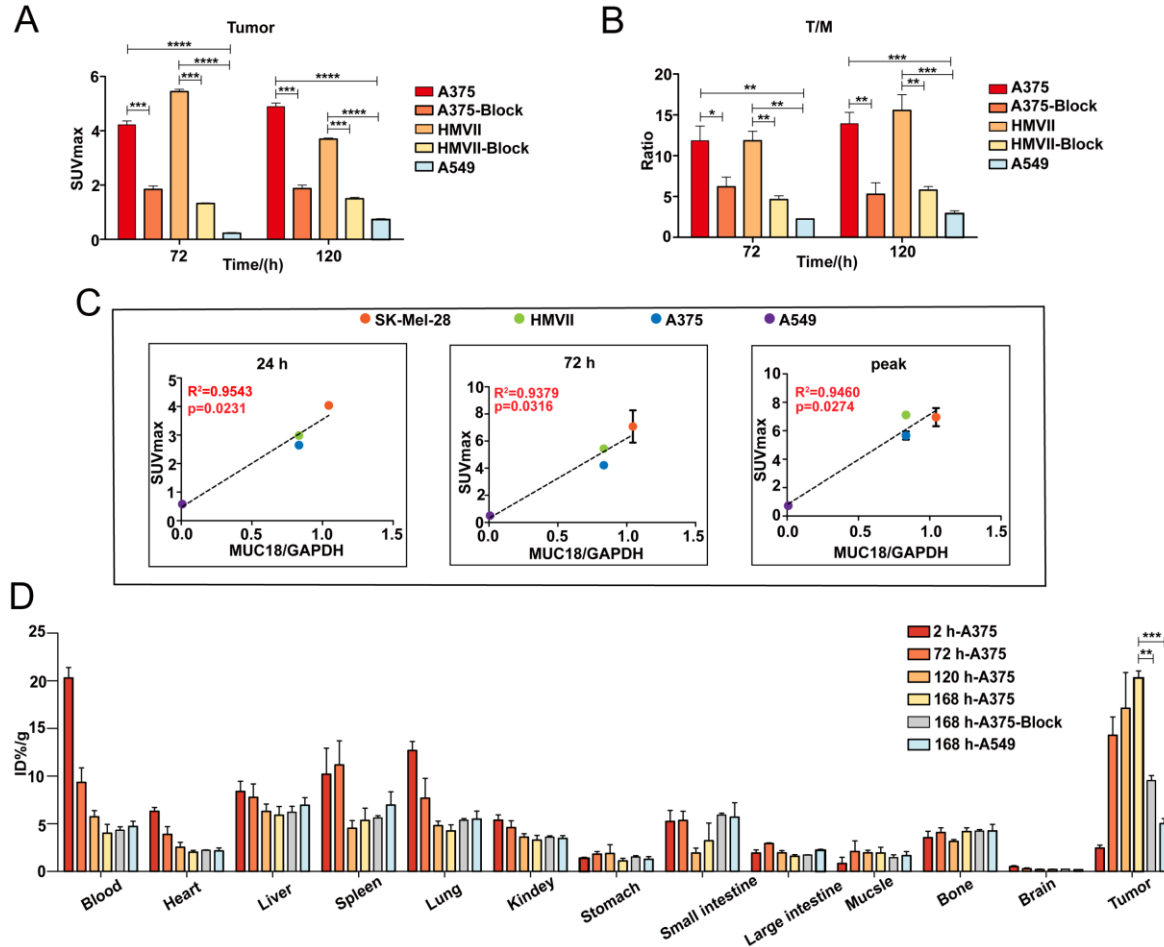 A
Tumor
****
****
***
***
****
****
***
***
6
4
2
0
SUVmax
72
120
Time/(h)
A375
A375-Block
HMVII
HMVII-Block
A549
B
T/M
**
**
*
**
***
***
**
**
20
15
10
5
0
Ratio
72
120
Time/(h)
A375
A375-Block
HMVII
HMVII-Block
A549
C
SK-Mel-28
HMVII
A375
A549
24 h
R²=0.9543
p=0.0231
5
4
3
2
1
0
SUVmax
0.0 0.5 1.0 1.5
MUC18/GAPDH
72 h
R²=0.9379
p=0.0316
10
8
6
4
2
0
SUVmax
0.0 0.5 1.0 1.5
MUC18/GAPDH
peak
R²=0.9460
p=0.0274
10
8
6
4
2
0
SUVmax
0.0 0.5 1.0 1.5
MUC18/GAPDH
D
25
20
15
10
5
0
ID%/g
2 h-A375
72 h-A375
120 h-A375
168 h-A375
168 h-A375-Block
168 h-A549
***
**
Blood
Heart
Liver
Spleen
Lung
Kindey
Stomach
Small intestine
Large intestine
Mucsle
Bone
Brain
Tumor